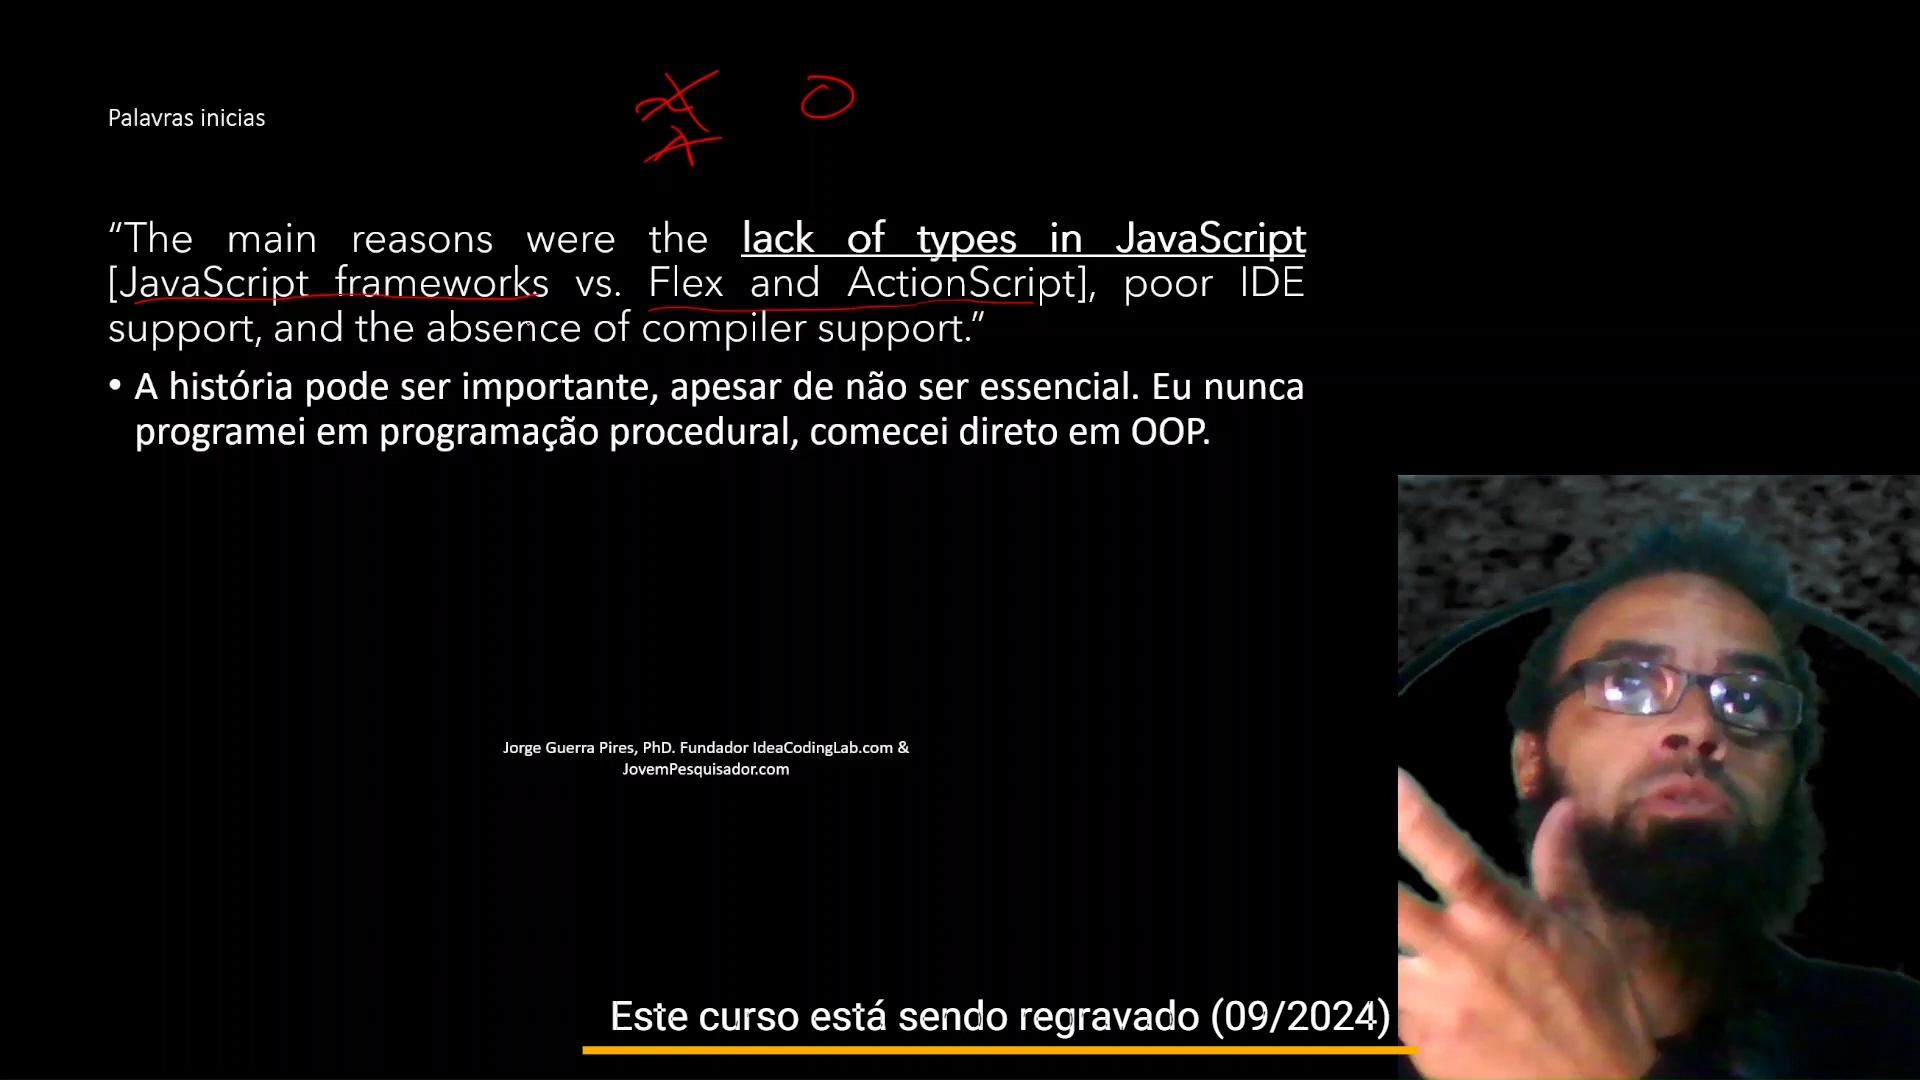 Palavras inicias
“The main reasons were the lack of types in JavaScript
[JavaScript frameworks vs. Flex and ActionScript], poor IDE
support, and the absence of compiler support.”
• A história pode ser importante, apesar de não ser essencial. Eu nunca
programei em programação procedural, comecei direto em OOP.
Jorge Guerra Pires, PhD. Fundador IdeaCodingLab.com &
JovemPesquisador.com
Este curso está sendo regravado (09/2024)